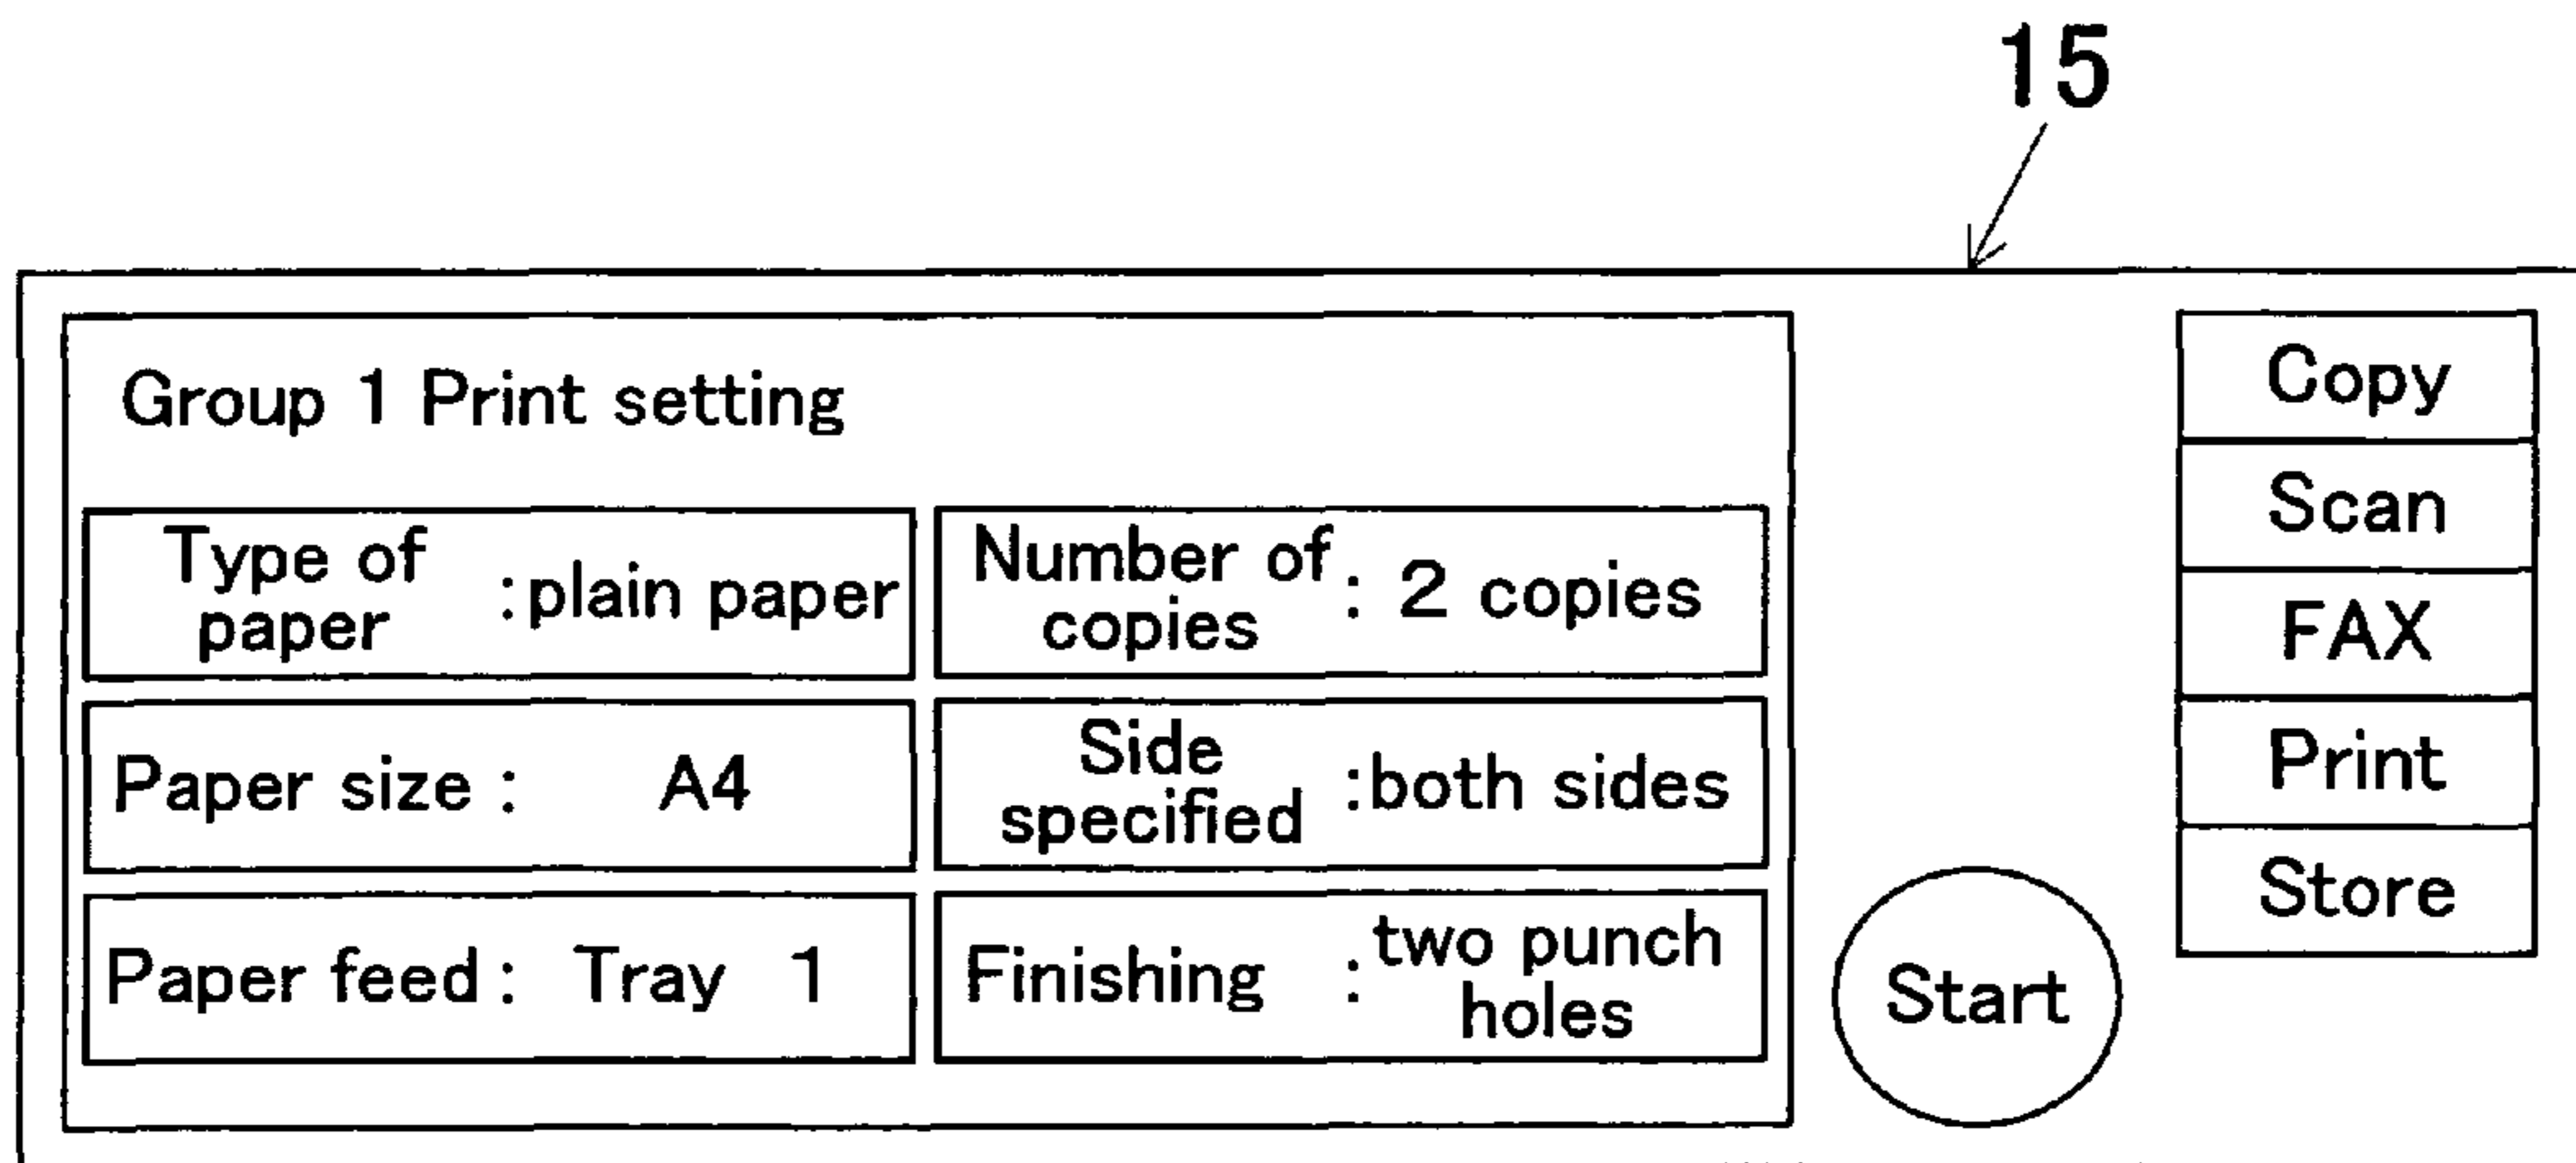 15
Group 1 Print setting
Type of
paper
:plain paper
Number of
copies
: 2 copies
Paper size : A4
Side
specified
:both sides
Paper feed : Tray 1
Finishing :
two punch
holes
Start
Copy
Scan
FAX
Print
Store